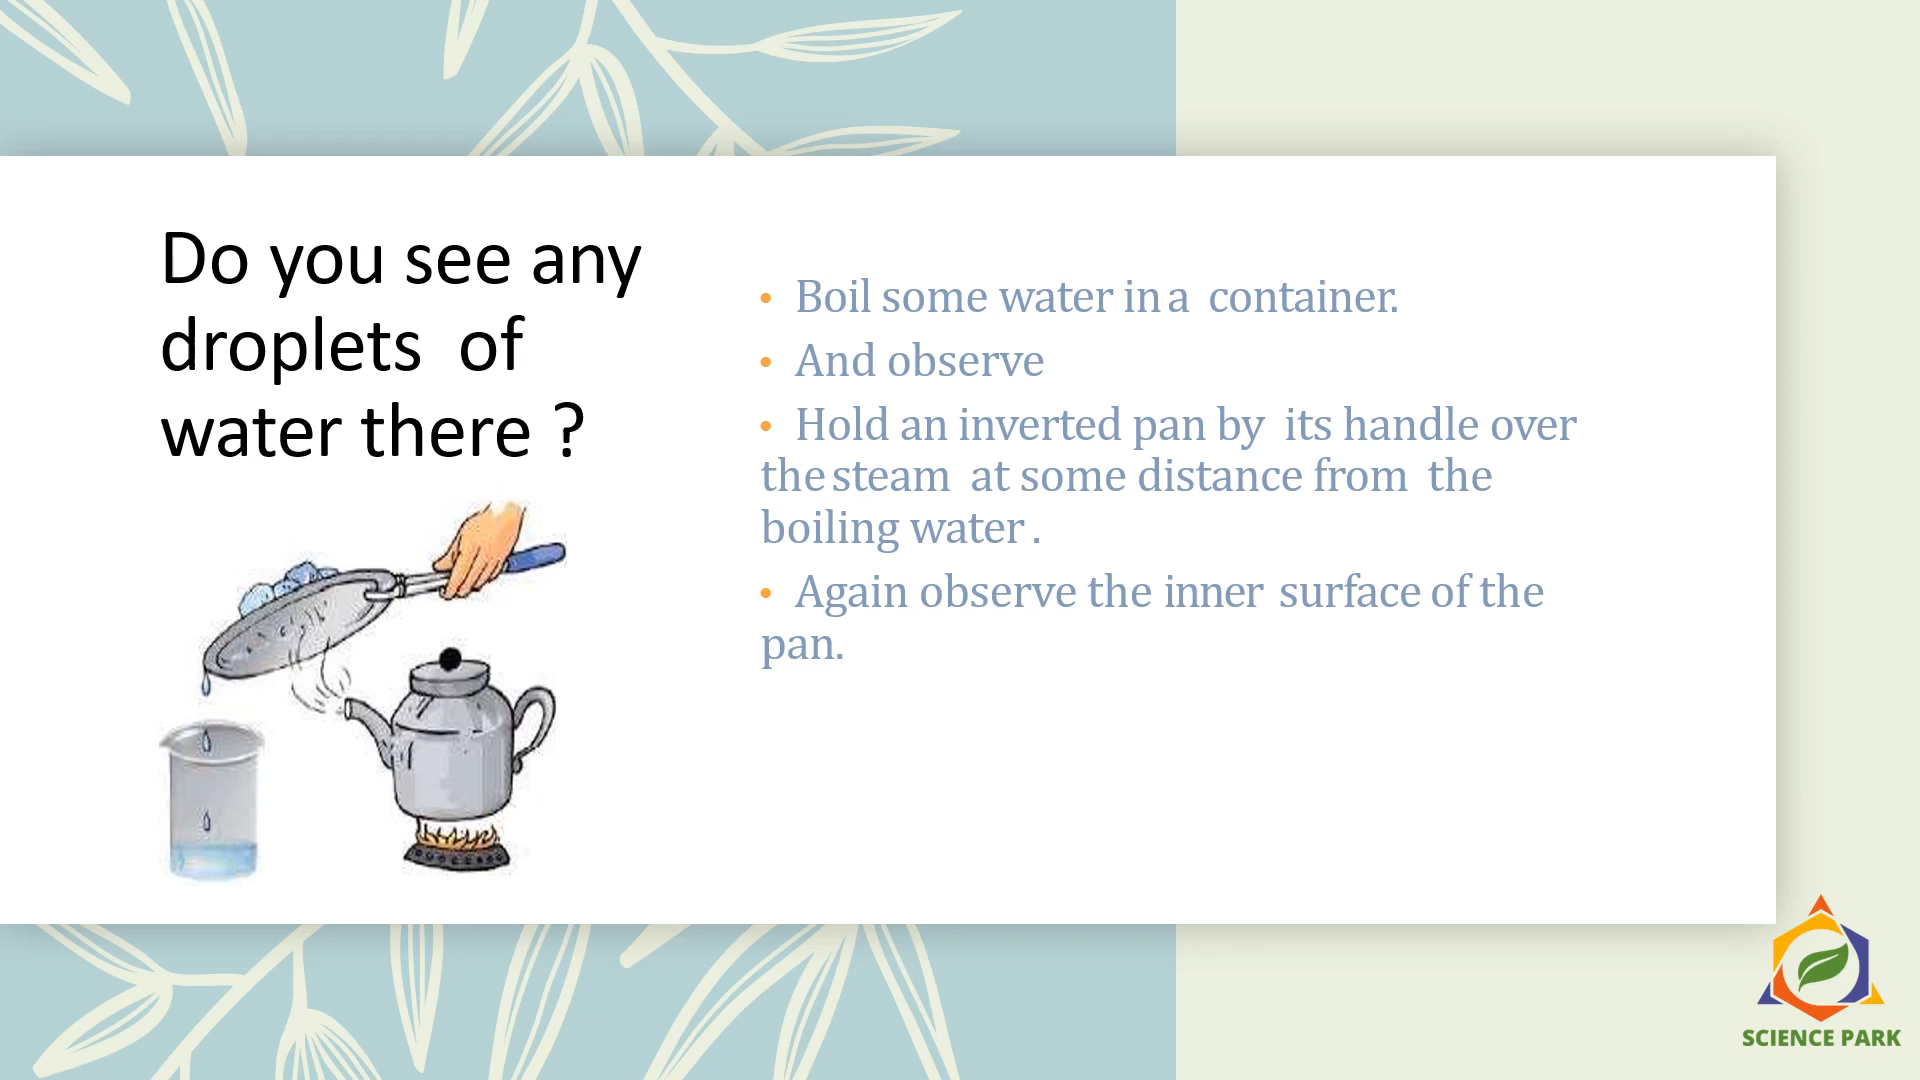 Do you see any
droplets of
water there ?
• Boil some water in a container.
• And observe
• Hold an inverted pan by its handle over
the steam at some distance from the
boiling water .
• Again observe the inner surface of the
pan.
SCIENCE PARK